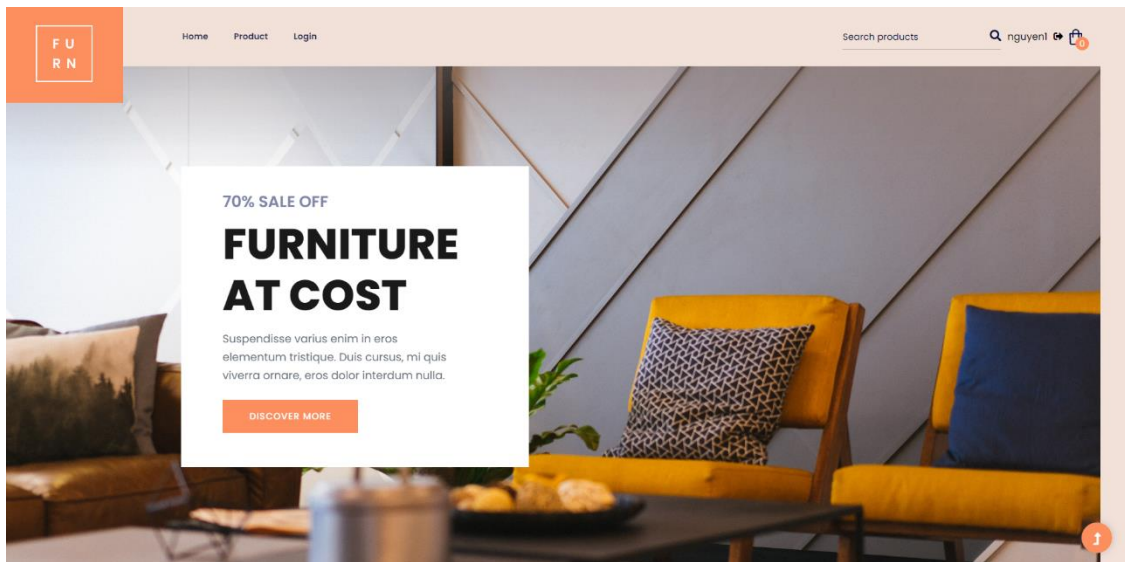 FU
RN
Home Product Login
Search products
nguyen1
0
70% SALE OFF
FURNITURE
AT COST
Suspendisse varius enim in eros
elementum tristique. Duis cursus, mi quis
viverra ornare, eros dolor interdum nulla.
DISCOVER MORE